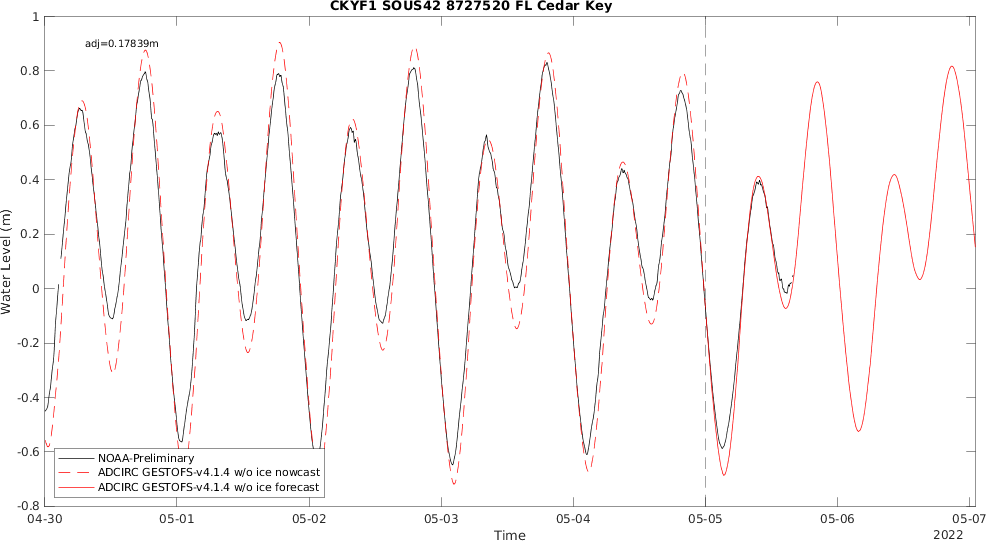 CKYF1 SOUS42 8727520 FL Cedar Key
adj=0.17839m
1
0.8
0.6
0.4
0.2
0
-0.2
-0.4
-0.6
-0.8
Water Level (m)
NOAA-Preliminary
ADCIRC GESTOFS-v4.1.4 w/o ice nowcast
ADCIRC GESTOFS-v4.1.4 w/o ice forecast
04-30 05-01 05-02 05-03 05-04 05-05 05-06 05-07
Time
2022